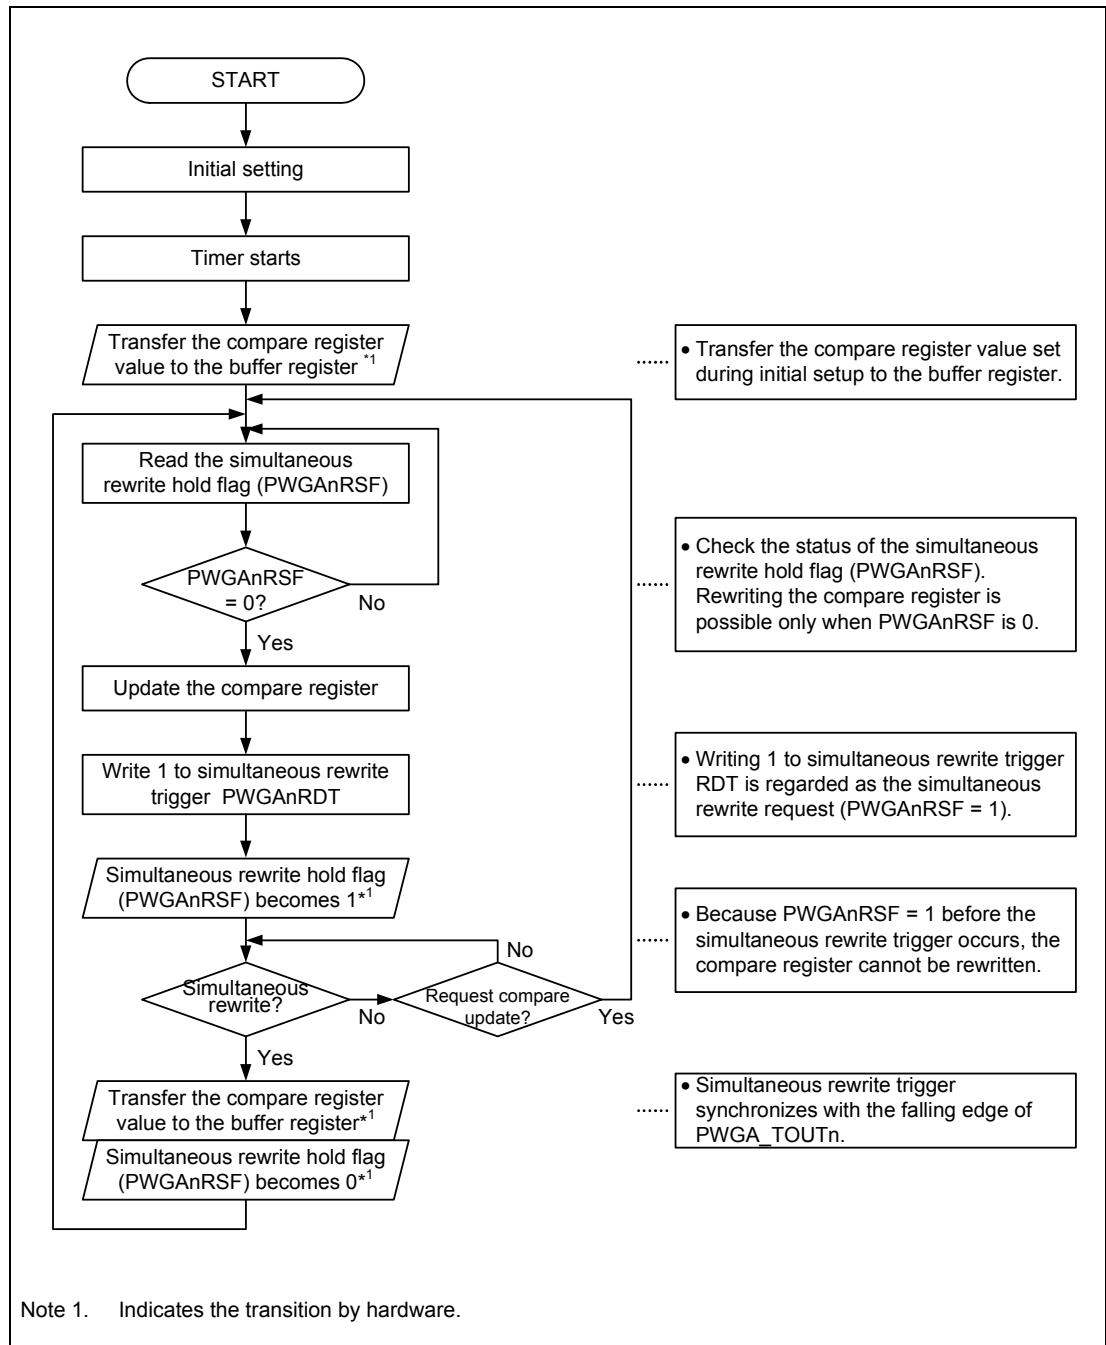 START
Initial setting
Timer starts
Transfer the compare register
value to the buffer register *1
• Transfer the compare register value set
during initial setup to the buffer register.
Read the simultaneous
rewrite hold flag (PWGAnRSF)
PWGAnRSF
= 0?
No
Yes
• Check the status of the simultaneous
rewrite hold flag (PWGAnRSF).
Rewriting the compare register is
possible only when PWGAnRSF is 0.
Update the compare register
Write 1 to simultaneous rewrite
trigger PWGAnRDT
• Writing 1 to simultaneous rewrite trigger
RDT is regarded as the simultaneous
rewrite request (PWGAnRSF = 1).
Simultaneous rewrite hold flag
(PWGAnRSF) becomes 1*1
• Because PWGAnRSF = 1 before the
simultaneous rewrite trigger occurs, the
compare register cannot be rewritten.
Simultaneous
rewrite?
No
Yes
Request compare
update?
No
Yes
Transfer the compare register
value to the buffer register*1
Simultaneous rewrite hold flag
(PWGAnRSF) becomes 0*1
• Simultaneous rewrite trigger
synchronizes with the falling edge of
PWGA_TOUTn.
Note 1. Indicates the transition by hardware.